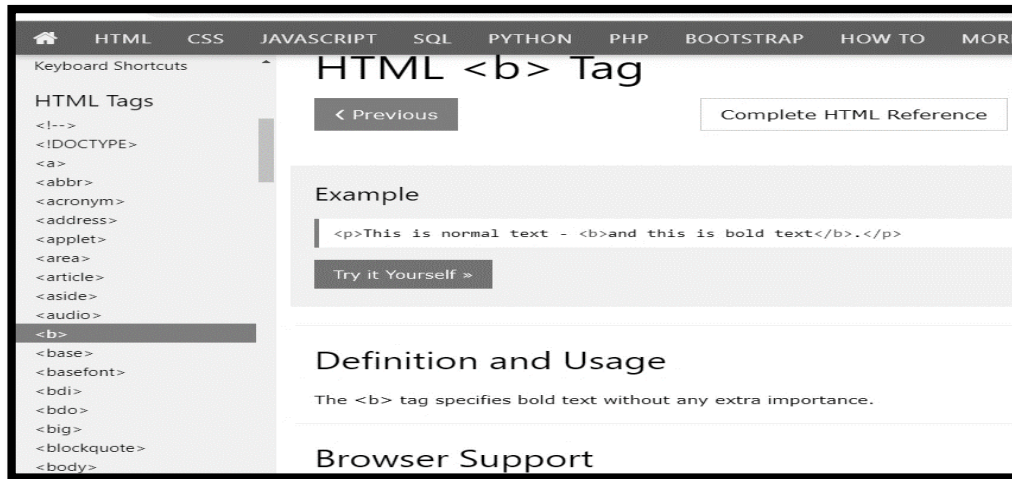 HTML CSS JAVASCRIPT SQL PYTHON PHP BOOTSTRAP HOW TO MORE
Keyboard Shortcuts
HTML Tags
<!-->
<!DOCTYPE>
<a>
<abbr>
<acronym>
<address>
<applet>
<area>
<article>
<aside>
<audio>
<b>
<base>
<basefont>
<bdi>
<bdo>
<big>
<blockquote>
<body>
HTML <b> Tag
❮ Previous
Complete HTML Reference
Example
<p>This is normal text - <b>and this is bold text</b>.</p>
Try it Yourself »
Definition and Usage
The <b> tag specifies bold text without any extra importance.
Browser Support